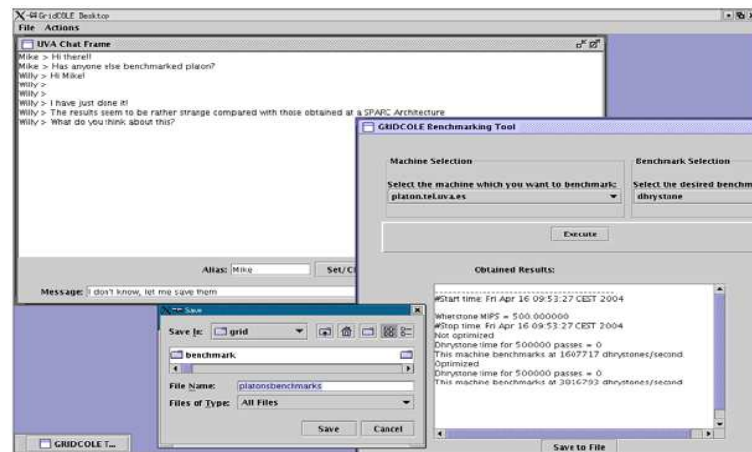 GridCOLE Desktop
File Actions
UVA Chat Frame
Mike > Hi there!!
Mike > Has anyone else benchmarked platon?
Willy > Hi Mike!
Willy >
Willy >
Willy > I have just done it!
Willy > The results seem to be rather strange compared with those obtained at a SPARC Architecture
Willy > What do you think about this?
Alias: Mike
Set/Cl
Message: I don't know, let me save them
GRIDCOLE Benchmarking Tool
Machine Selection
Select the machine which you want to benchmark:
platon.tel.uva.es
Benchmark Selection
Select the desired benchm
dhrystone
Execute
Obtained Results:
#Start time: Fri Apr 16 09:53:27 CEST 2004
Whetstone MIPS = 500.000000
#Stop time: Fri Apr 16 09:53:27 CEST 2004
Not optimized
Dhrystone time for 500000 passes = 0
This machine benchmarks at 1607717 dhrystones/second
Optimized
Dhrystone time for 500000 passes = 0
This machine benchmarks at 3816793 dhrystones/second
Save to File
Save
Save In: grid
benchmark
File Name: platonsbenchmarks
Files of Type: All Files
Save Cancel
GRIDCOLE T...